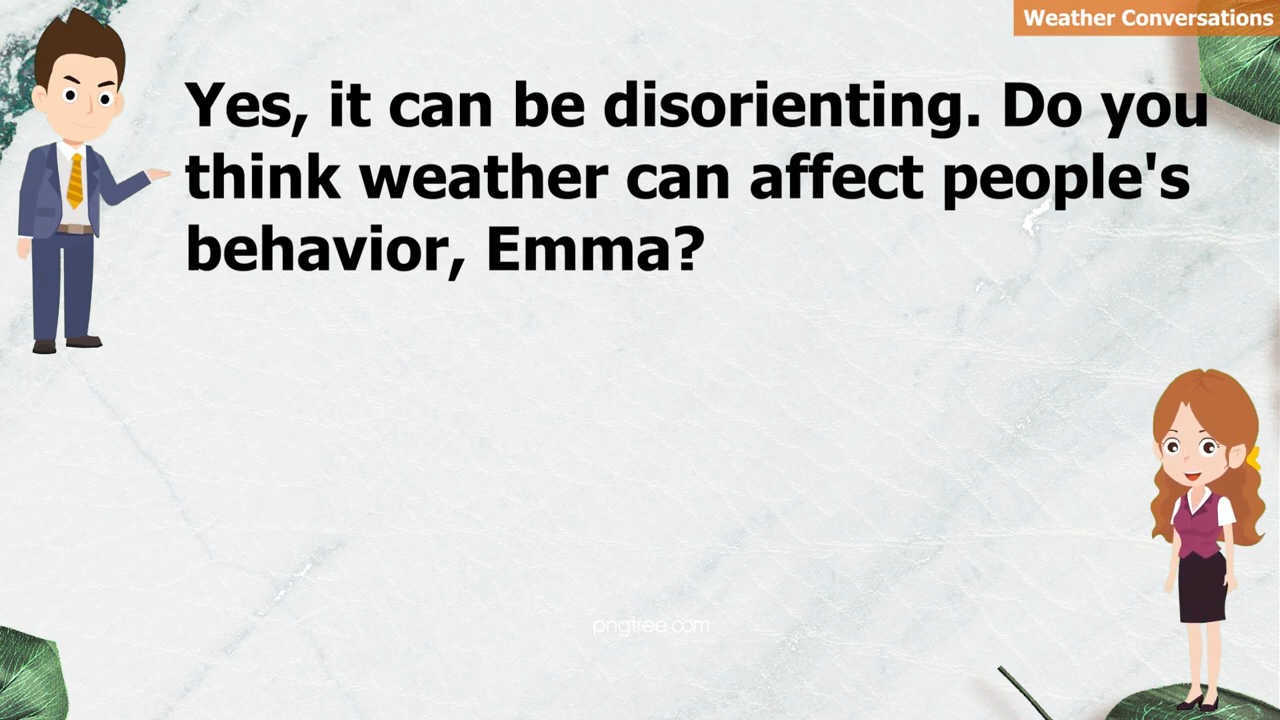 Weather Conversations
Yes, it can be disorienting. Do you
think weather can affect people's
behavior, Emma?
pngtree.com